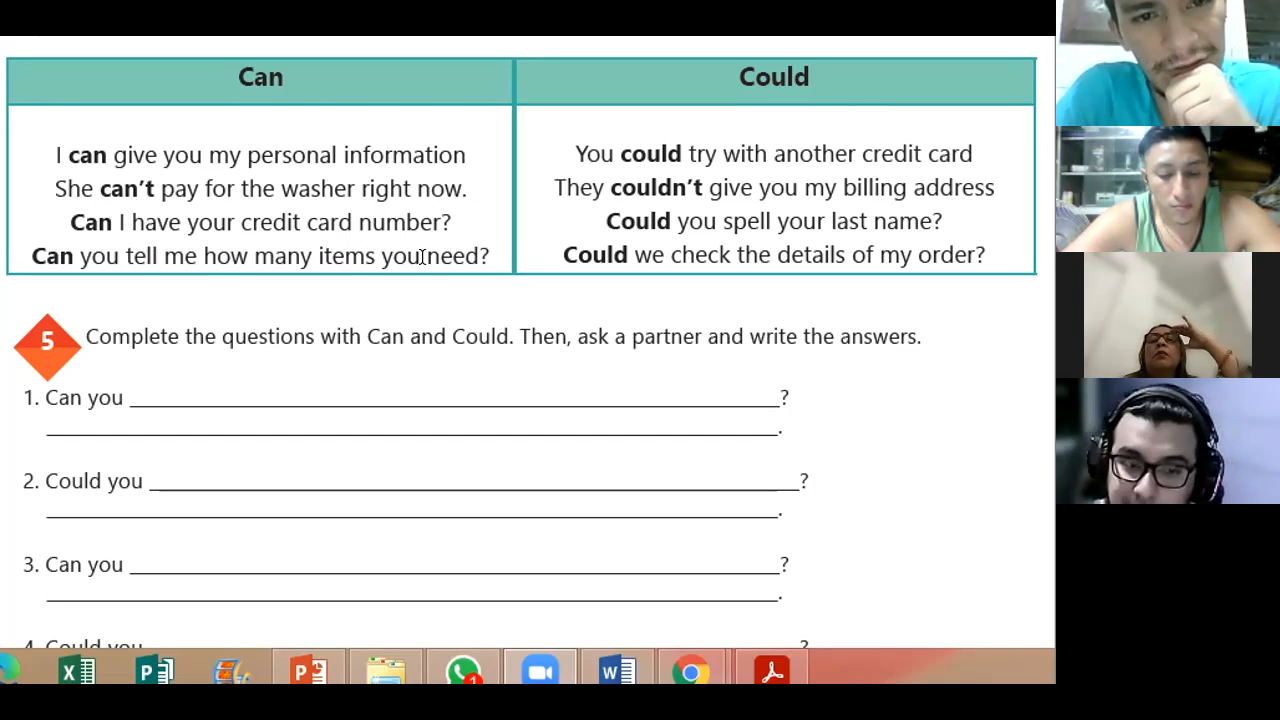 Can
Could
I can give you my personal information
She can't pay for the washer right now.
Can I have your credit card number?
Can you tell me how many items you need?
You could try with another credit card
They couldn't give you my billing address
Could you spell your last name?
Could we check the details of my order?
5
Complete the questions with Can and Could. Then, ask a partner and write the answers.
1. Can you ?
.
2. Could you ?
.
3. Can you ?
.
4. Could you ?